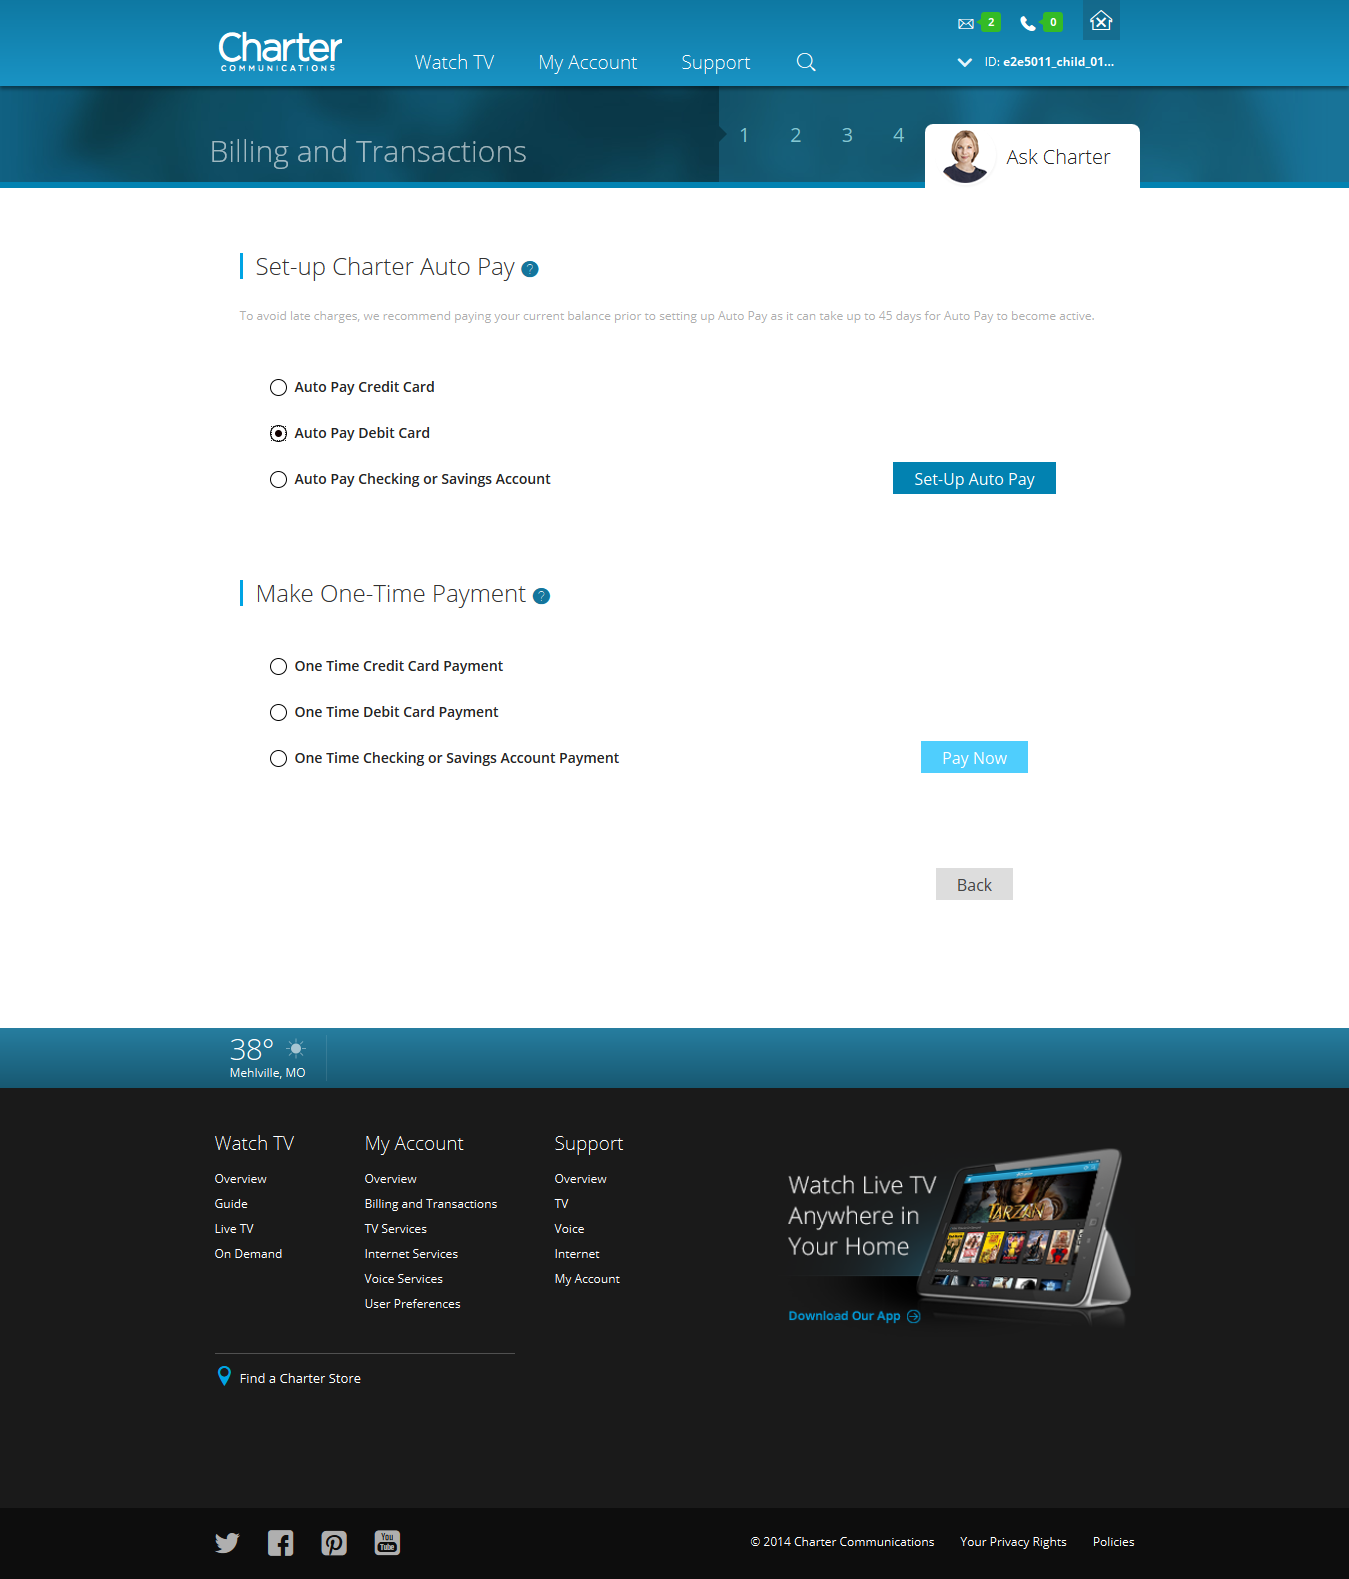 2
0
Charter
COMMUNICATIONS
Watch TV
My Account
Support
ID: e2e5011_child_01...
Billing and Transactions
1
2
3
4
Ask Charter
Set-up Charter Auto Pay ?
To avoid late charges, we recommend paying your current balance prior to setting up Auto Pay as it can take up to 45 days for Auto Pay to become active.
Auto Pay Credit Card
Auto Pay Debit Card
Auto Pay Checking or Savings Account
Set-Up Auto Pay
Make One-Time Payment ?
One Time Credit Card Payment
One Time Debit Card Payment
One Time Checking or Savings Account Payment
Pay Now
Back
38°
Mehlville, MO
Watch TV
Overview
Guide
Live TV
On Demand
My Account
Overview
Billing and Transactions
TV Services
Internet Services
Voice Services
User Preferences
Support
Overview
TV
Voice
Internet
My Account
Watch Live TV
Anywhere in
Your Home
TARZAN
Download Our App
Find a Charter Store
You
Tube
© 2014 Charter Communications
Your Privacy Rights
Policies